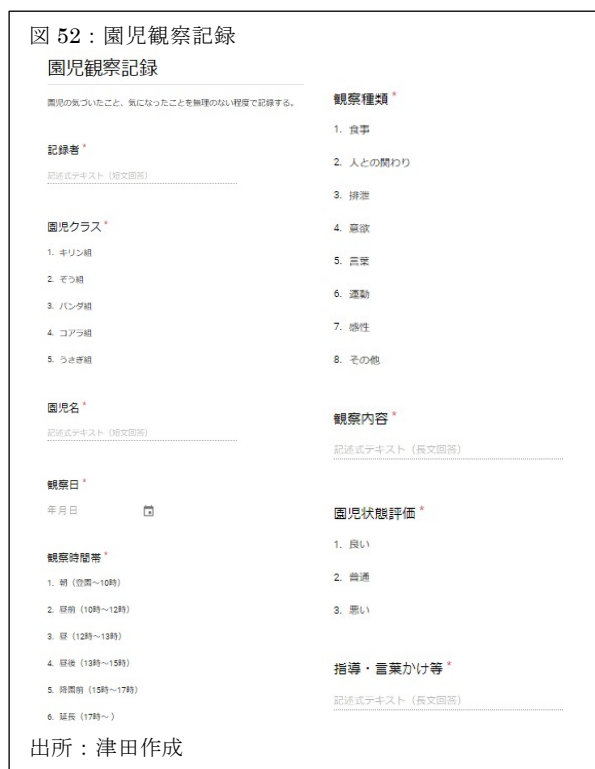 図 52：園児観察記録
園児観察記録
園児の気づいたこと、気になったことを無理のない程度で記録する。
記録者 *
記述式テキスト（短文回答）
園児クラス *
1. キリン組
2. ぞう組
3. パンダ組
4. コアラ組
5. うさぎ組
園児名 *
記述式テキスト（短文回答）
観察日 *
年月日
観察時間帯 *
1. 朝（登園～10時）
2. 昼前（10時～12時）
3. 昼（12時～13時）
4. 昼後（13時～15時）
5. 降園前（15時～17時）
6. 延長（17時～ ）
観察種類 *
1. 食事
2. 人との関わり
3. 排泄
4. 意欲
5. 言葉
6. 運動
7. 感性
8. その他
観察内容 *
記述式テキスト（長文回答）
園児状態評価 *
1. 良い
2. 普通
3. 悪い
指導・言葉かけ等 *
記述式テキスト（長文回答）
出所：津田作成